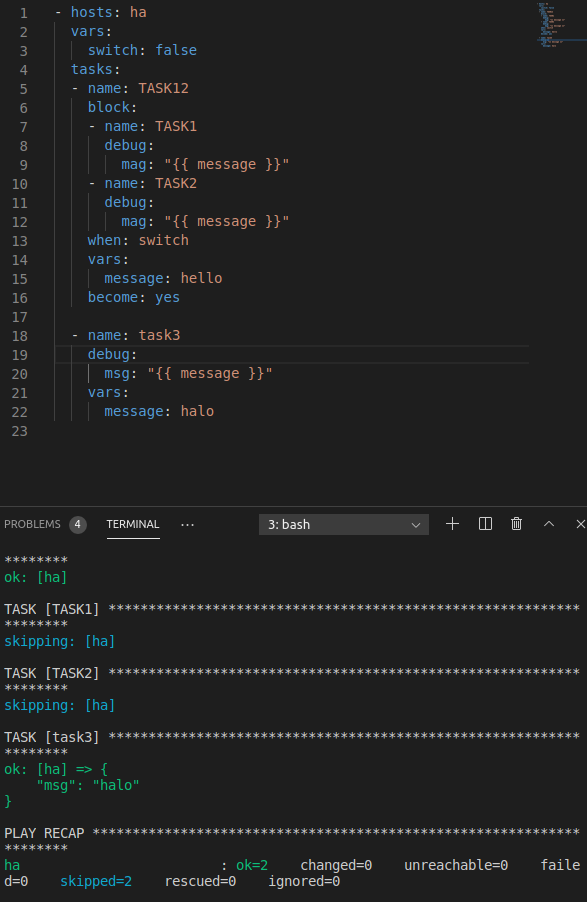 1 - hosts: ha
2 vars:
3 switch: false
4 tasks:
5 - name: TASK12
6 block:
7 - name: TASK1
8 debug:
9 mag: "{{ message }}"
10 - name: TASK2
11 debug:
12 mag: "{{ message }}"
13 when: switch
14 vars:
15 message: hello
16 become: yes
17
18 - name: task3
19 debug:
20 msg: "{{ message }}"
21 vars:
22 message: halo
23
PROBLEMS 4 TERMINAL ··· 3: bash
********
ok: [ha]
TASK [TASK1] ***********************************************************
********
skipping: [ha]
TASK [TASK2] ***********************************************************
********
skipping: [ha]
TASK [task3] ***********************************************************
********
ok: [ha] => {
"msg": "halo"
}
PLAY RECAP *************************************************************
********
ha : ok=2 changed=0 unreachable=0 faile
d=0 skipped=2 rescued=0 ignored=0